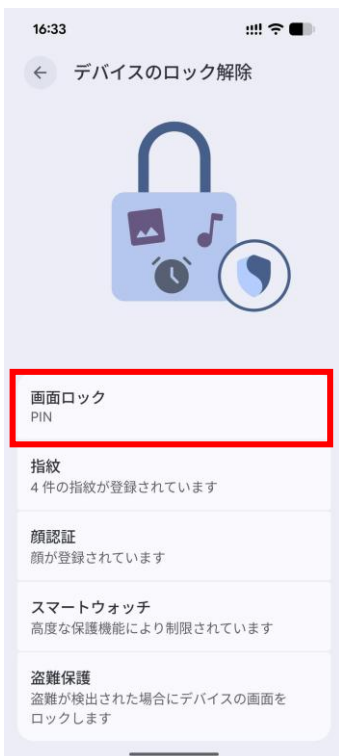 16:33
デバイスのロック解除
画面ロック
PIN
指紋
4 件の指紋が登録されています
顔認証
顔が登録されています
スマートウォッチ
高度な保護機能により制限されています
盗難保護
盗難が検出された場合にデバイスの画面を
ロックします